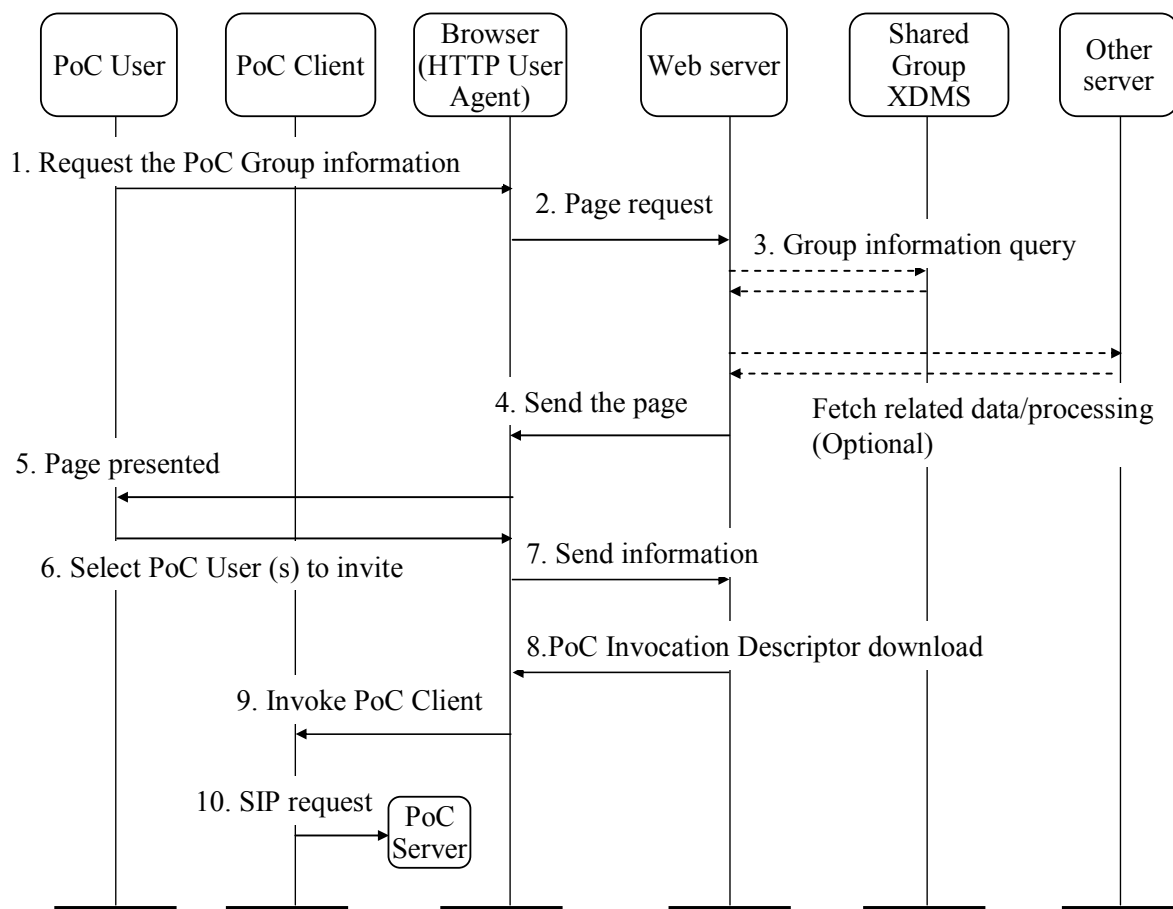 PoC User
PoC Client
Browser
(HTTP User
Agent)
Web server
Shared
Group
XDMS
Other
server
1. Request the PoC Group information
2. Page request
3. Group information query
4. Send the page
Fetch related data/processing
(Optional)
5. Page presented
6. Select PoC User (s) to invite
7. Send information
8.PoC Invocation Descriptor download
9. Invoke PoC Client
10. SIP request
PoC
Server